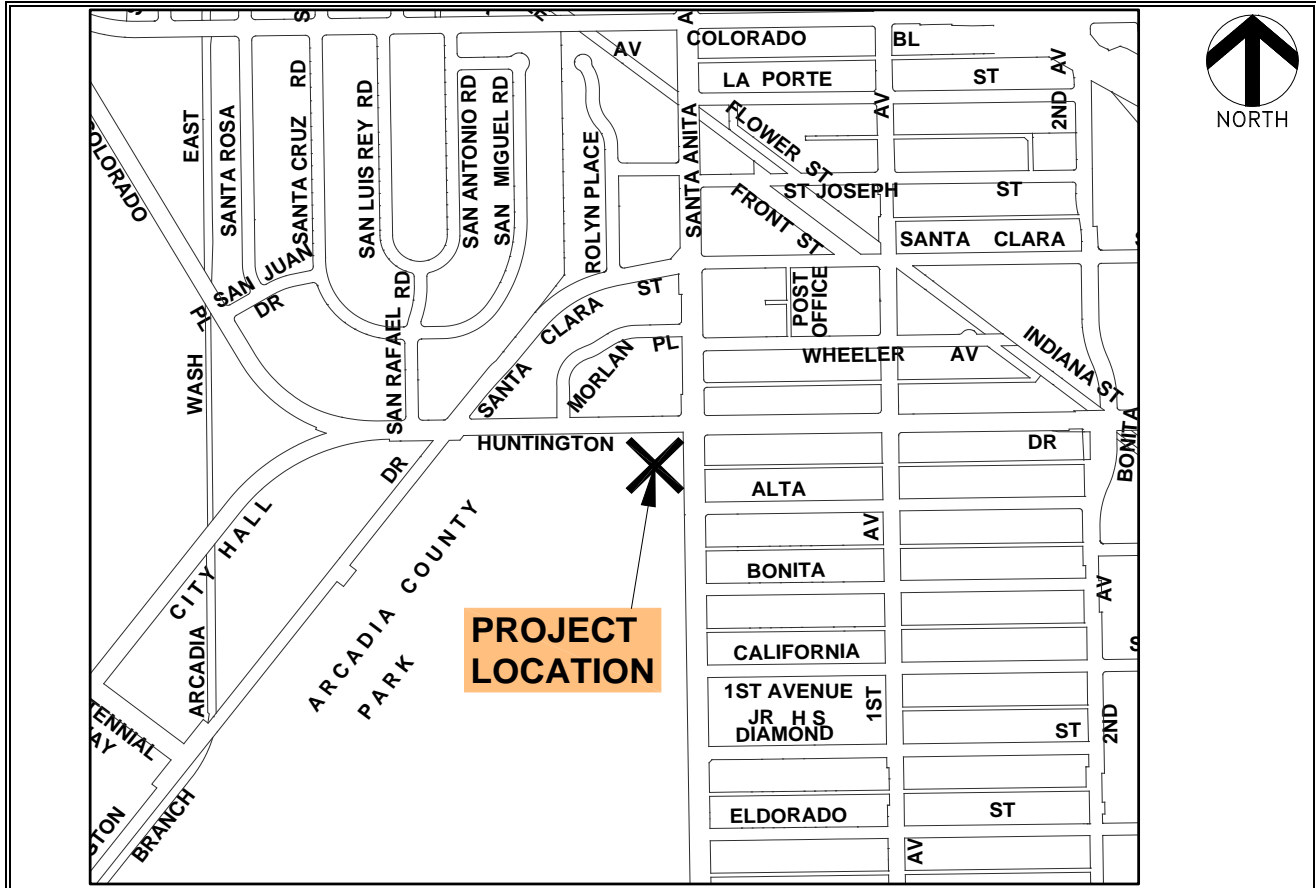 COLORADO BL
AV
LA PORTE ST
NORTH
FLOWER ST
AV
2ND AV
EAST
SANTA ROSA
SANTA CRUZ RD
SAN LUIS REY RD
SAN ANTONIO RD
SAN MIGUEL RD
ROLYN PLACE
SANTA ANITA
FRONT ST
ST JOSEPH ST
SANTA CLARA
SAN JUAN DR
PL
SAN RAFAEL RD
SANTA CLARA ST
POST OFFICE
MORLAN PL
WHEELER AV
INDIANA ST
WASH
HUNTINGTON DR
DR
BONITA
ALTA
AV
CITY HALL
ARCADIA COUNTY
PARK
BONITA
PROJECT
LOCATION
CALIFORNIA
AV
ARCADIA
1ST AVENUE
JR H S
DIAMOND ST
1ST
2ND
BRANCH
ELDORADO ST
AV